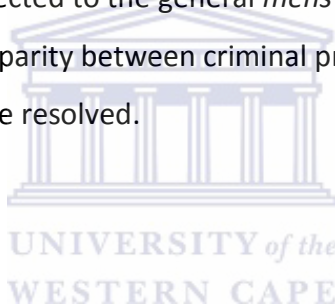 ected to the general mens
parity between criminal pr
e resolved.
UNIVERSITY of the
WESTERN CAPE